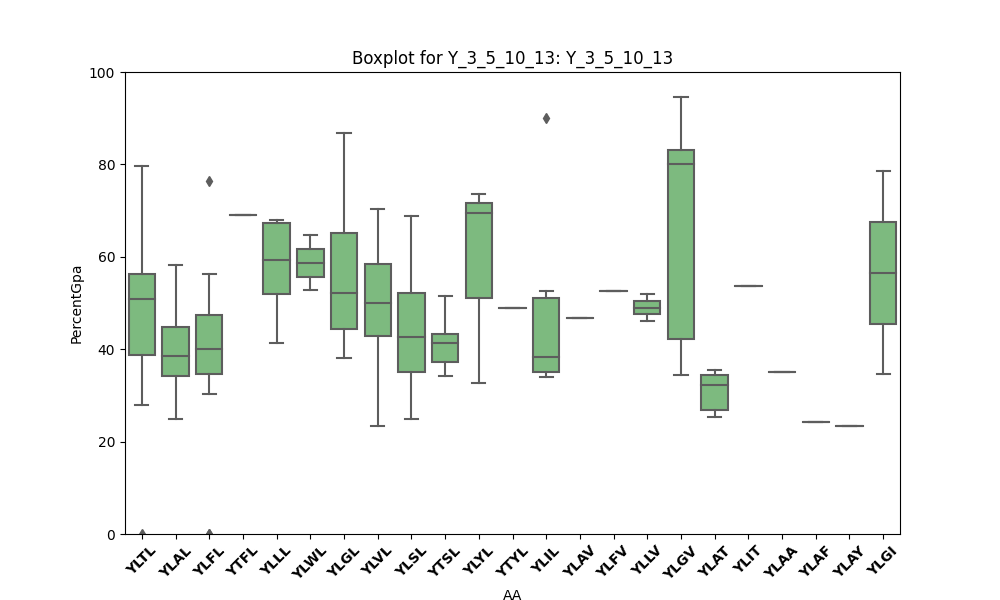 Boxplot for Y_3_5_10_13: Y_3_5_10_13
100
80
60
40
20
0
PercentGpa
YLTL YLAL YLFL YTFL YLLL YLWL YLGL YLVL YLSL YTSL YLYL YTYL YLIL YLAV YLFV YLLV YLGV YLAT YLIT YLAA YLAF YLAY YLGI
AA